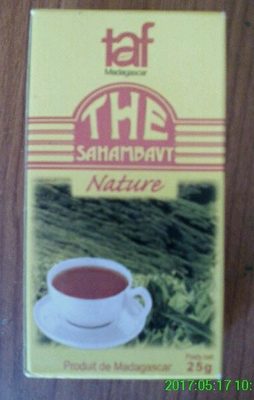 taf
Madagascar
THE
SAHAMBAVY
Nature
Poids net
Produit de Madagascar 25g
2017:05:17 10: